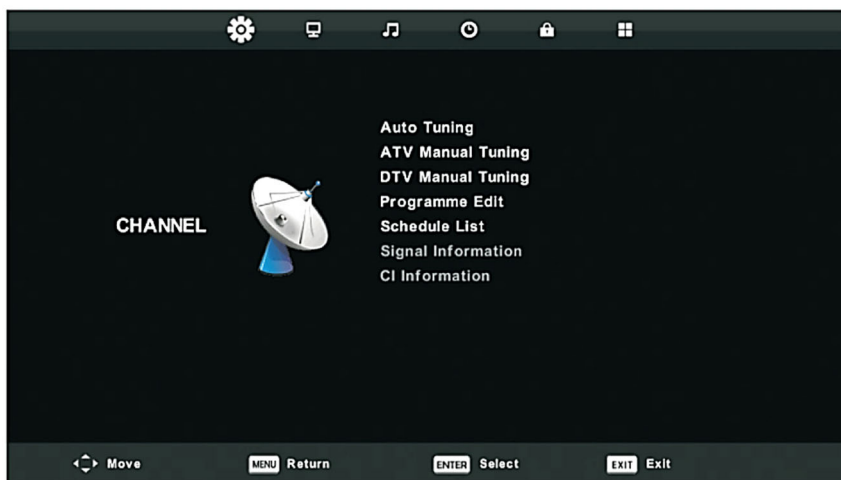 Auto Tuning
ATV Manual Tuning
DTV Manual Tuning
Programme Edit
CHANNEL
Schedule List
Signal Information
CI Information
Move
MENU Return
ENTER Select
EXIT Exit